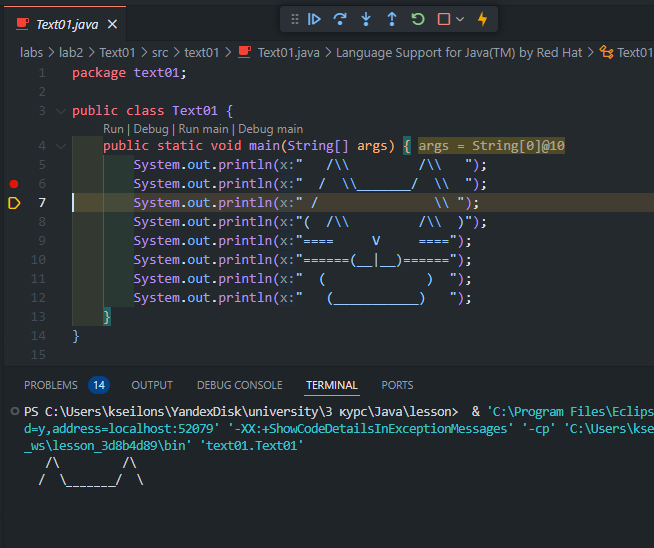 Text01.java
labs > lab2 > Text01 > src > text01 > Text01.java > Language Support for Java(TM) by Red Hat > Text01
1 package text01;
2
3 public class Text01 {
Run | Debug | Run main | Debug main
4     public static void main(String[] args) { args = String[0]@10
5         System.out.println(x:"   /\\         /\\   ");
6         System.out.println(x:"  /  \\_______/  \\  ");
7         System.out.println(x:" /               \\ ");
8         System.out.println(x:"(  /\\         /\\  )");
9         System.out.println(x:"====     V     ====");
10         System.out.println(x:"======(__|__)======");
11         System.out.println(x:"  (             )  ");
12         System.out.println(x:"   (___________)   ");
13     }
14 }
15
PROBLEMS 14 OUTPUT DEBUG CONSOLE TERMINAL PORTS
PS C:\Users\kseilons\YandexDisk\university\3 курс\Java\lesson>  & 'C:\Program Files\Eclips
d=y,address=localhost:52079' '-XX:+ShowCodeDetailsInExceptionMessages' '-cp' 'C:\Users\kse
_ws\lesson_3d8b4d89\bin' 'text01.Text01'
   /\         /\
  /  \_______/  \